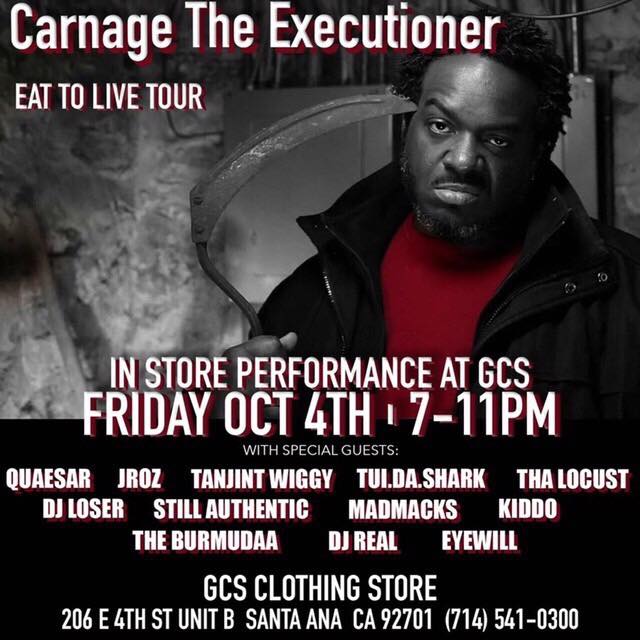 Carnage The Executioner
EAT TO LIVE TOUR
IN STORE PERFORMANCE AT GCS
FRIDAY OCT 4TH | 7-11PM
WITH SPECIAL GUESTS:
QUAESAR JROZ TANJINT WIGGY TUI.DA.SHARK THA LOCUST
DJ LOSER STILL AUTHENTIC MADMACKS KIDDO
THE BURMUDAA DJ REAL EYEWILL
GCS CLOTHING STORE
206 E 4TH ST UNIT B SANTA ANA CA 92701 (714) 541-0300